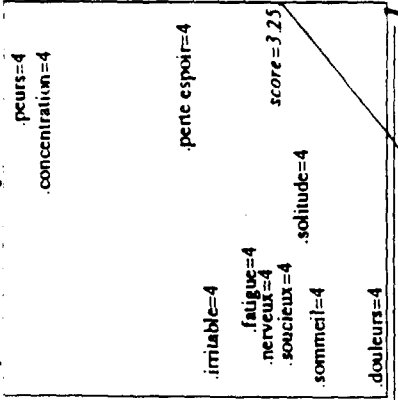 .peurs=4
.concentration=4
.perte espoir=4
score=3.25
.solitude=4
.irritable=4
.fatigue=4
.nerveux=4
.soucieux=4
.sommeil=4
.douleurs=4